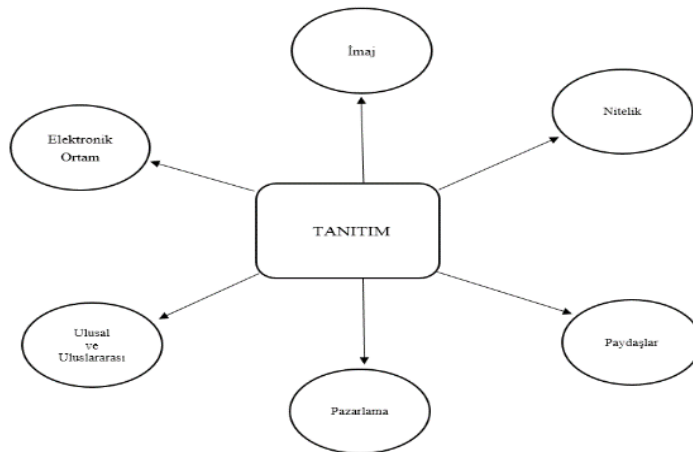 İmaj
Nitelik
Elektronik
Ortam
TANITIM
Ulusal
ve
Uluslararası
Paydaşlar
Pazarlama